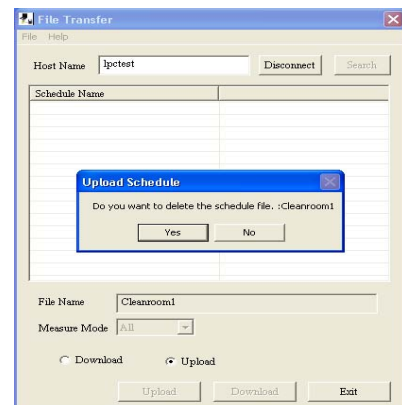 File Transfer
File Help
Host Name lpctest Disconnect Search
Schedule Name
Upload Schedule
Do you want to delete the schedule file. :Cleanroom1
Yes No
File Name Cleanroom1
Measure Mode All
Download Upload
Upload Download Exit